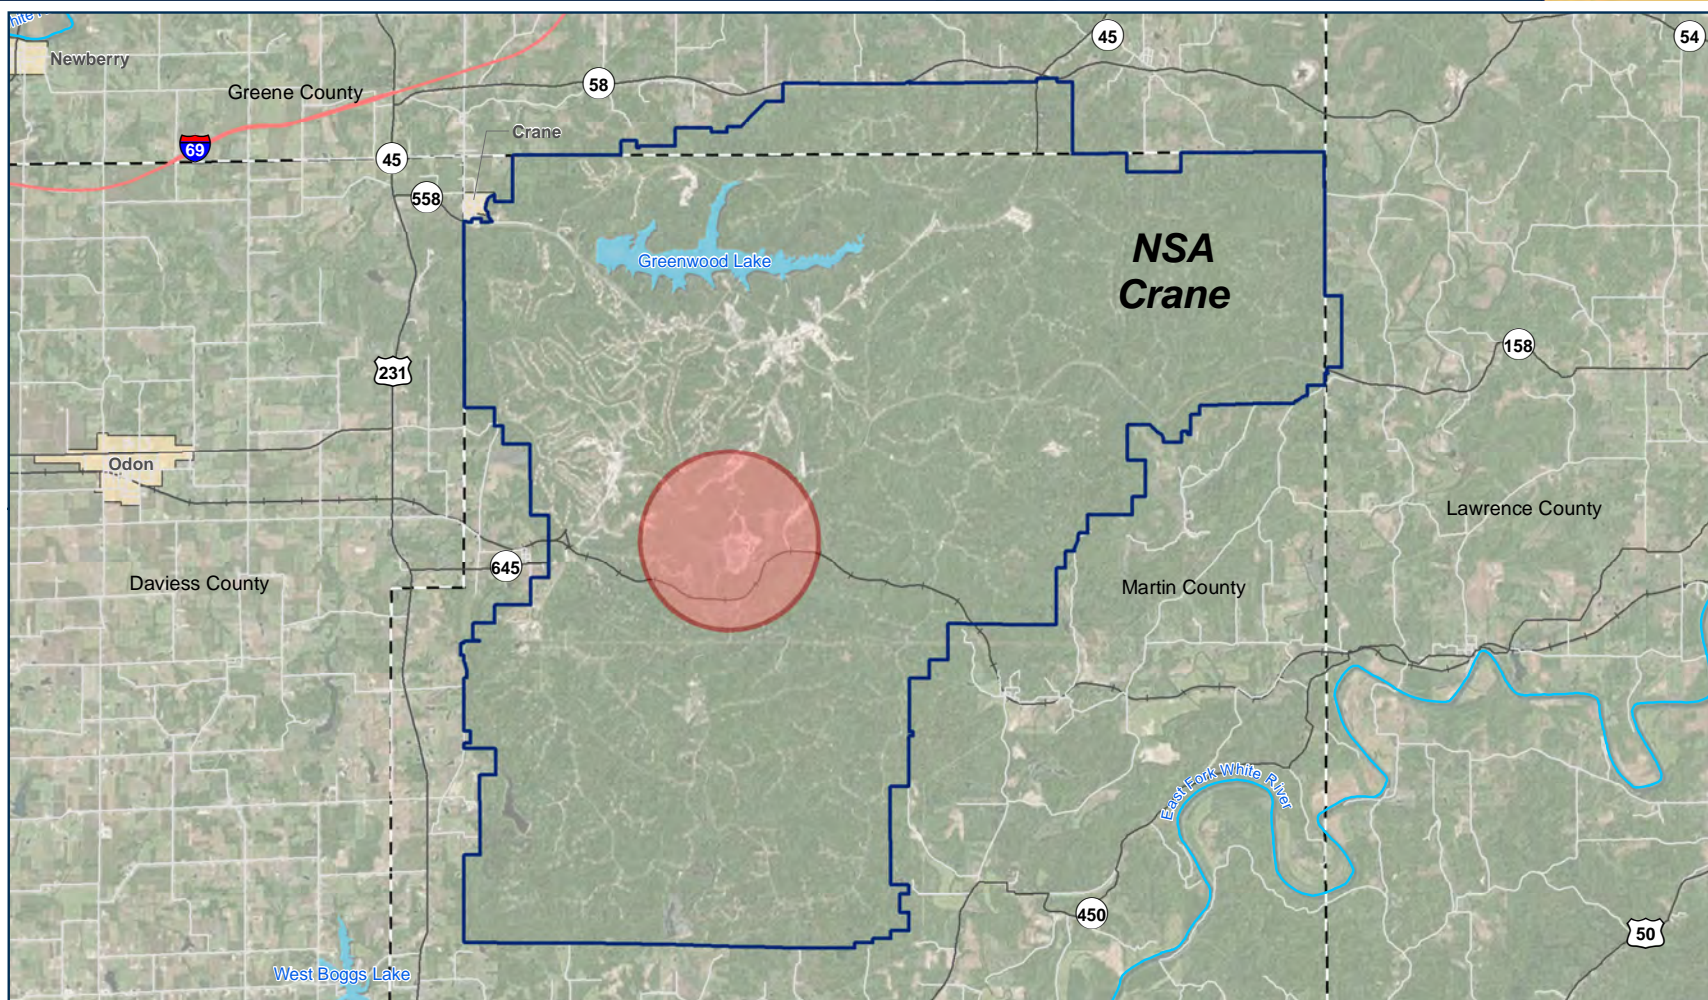 Newberry
Greene County
58
45
54
Crane
69
45
558
Greenwood Lake
NSA
Crane
231
158
Odon
Lawrence County
645
Daviess County
Martin County
East Fork White River
450
50
West Boggs Lake